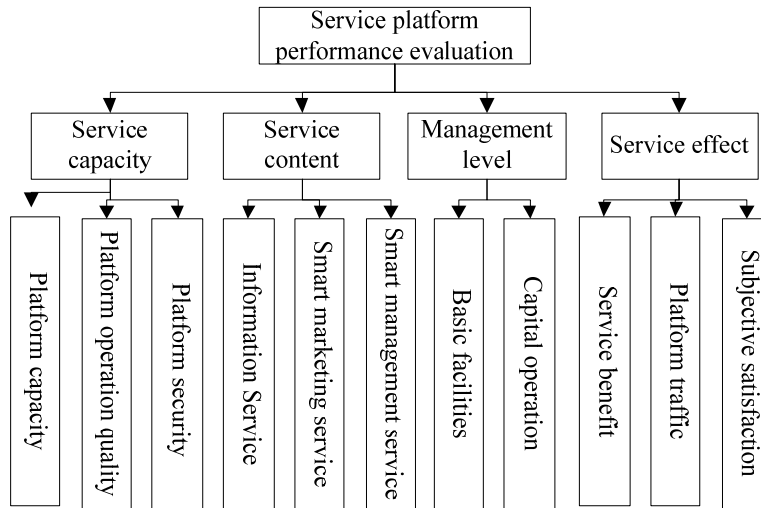 Service platform
performance evaluation
Service
capacity
Service
content
Management
level
Service effect
Platform capacity
Platform operation quality
Platform security
Information Service
Smart marketing service
Smart management service
Basic facilities
Capital operation
Service benefit
Platform traffic
Subjective satisfaction